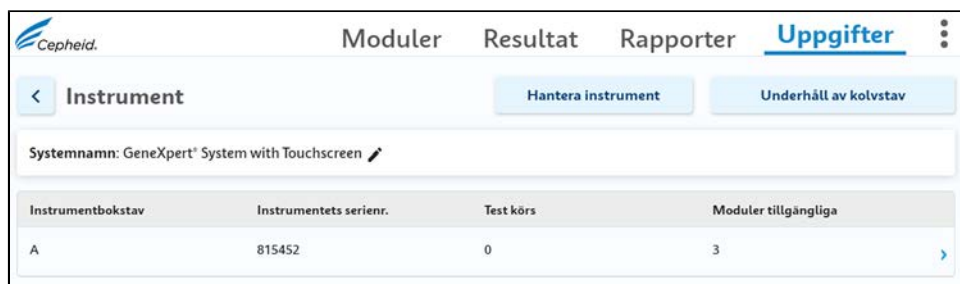 Cepheid. Moduler Resultat Rapporter Uppgifter
Instrument Hantera instrument Underhåll av kolvstav
Systemnamn: GeneXpert® System with Touchscreen
Instrumentbokstav Instrumentets serienr. Test körs Moduler tillgängliga
A 815452 0 3